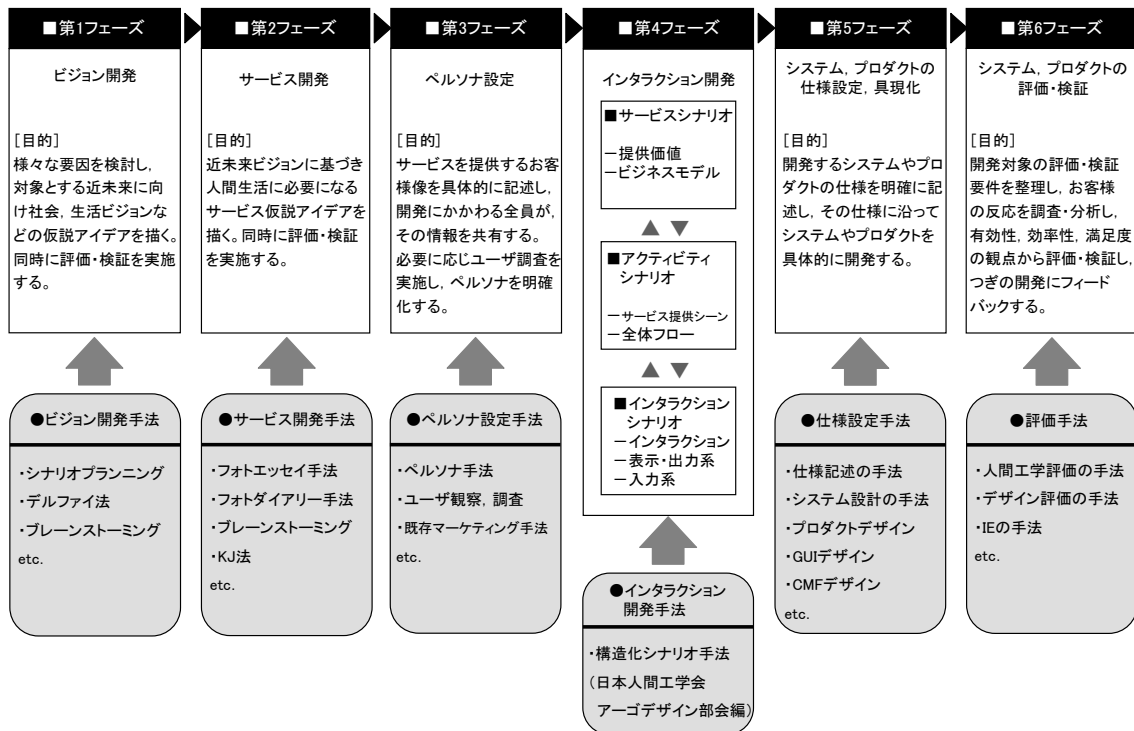 ■第1フェーズ
ビジョン開発
[目的]
様々な要因を検討し,
対象とする近未来に向
け社会, 生活ビジョンな
どの仮説アイデアを描く。
同時に評価・検証を実施
する。
●ビジョン開発手法
・シナリオプランニング
・デルファイ法
・ブレーンストーミング
etc.
■第2フェーズ
サービス開発
[目的]
近未来ビジョンに基づき
人間生活に必要になる
サービス仮説アイデアを
描く。同時に評価・検証
を実施する。
●サービス開発手法
・フォトエッセイ手法
・フォトダイアリー手法
・ブレーンストーミング
・KJ法
etc.
■第3フェーズ
ペルソナ設定
[目的]
サービスを提供するお客
様像を具体的に記述し,
開発にかかわる全員が,
その情報を共有する。
必要に応じユーザ調査を
実施し, ペルソナを明確
化する。
●ペルソナ設定手法
・ペルソナ手法
・ユーザ観察, 調査
・既存マーケティング手法
etc.
■第4フェーズ
インタラクション開発
■サービスシナリオ
－提供価値
－ビジネスモデル
▲ ▼
■アクティビティ
シナリオ
－サービス提供シーン
－全体フロー
▲ ▼
■インタラクション
シナリオ
－インタラクション
－表示・出力系
－入力系
●インタラクション
開発手法
・構造化シナリオ手法
(日本人間工学会
アーゴデザイン部会編)
■第5フェーズ
システム, プロダクトの
仕様設定, 具現化
[目的]
開発するシステムやプロ
ダクトの仕様を明確に記
述し, その仕様に沿って
システムやプロダクトを
具体的に開発する。
●仕様設定手法
・仕様記述の手法
・システム設計の手法
・プロダクトデザイン
・GUIデザイン
・CMFデザイン
etc.
■第6フェーズ
システム, プロダクトの
評価・検証
[目的]
開発対象の評価・検証
要件を整理し, お客様
の反応を調査・分析し,
有効性, 効率性, 満足度
の観点から評価・検証し,
つぎの開発にフィード
バックする。
●評価手法
・人間工学評価の手法
・デザイン評価の手法
・IEの手法
etc.